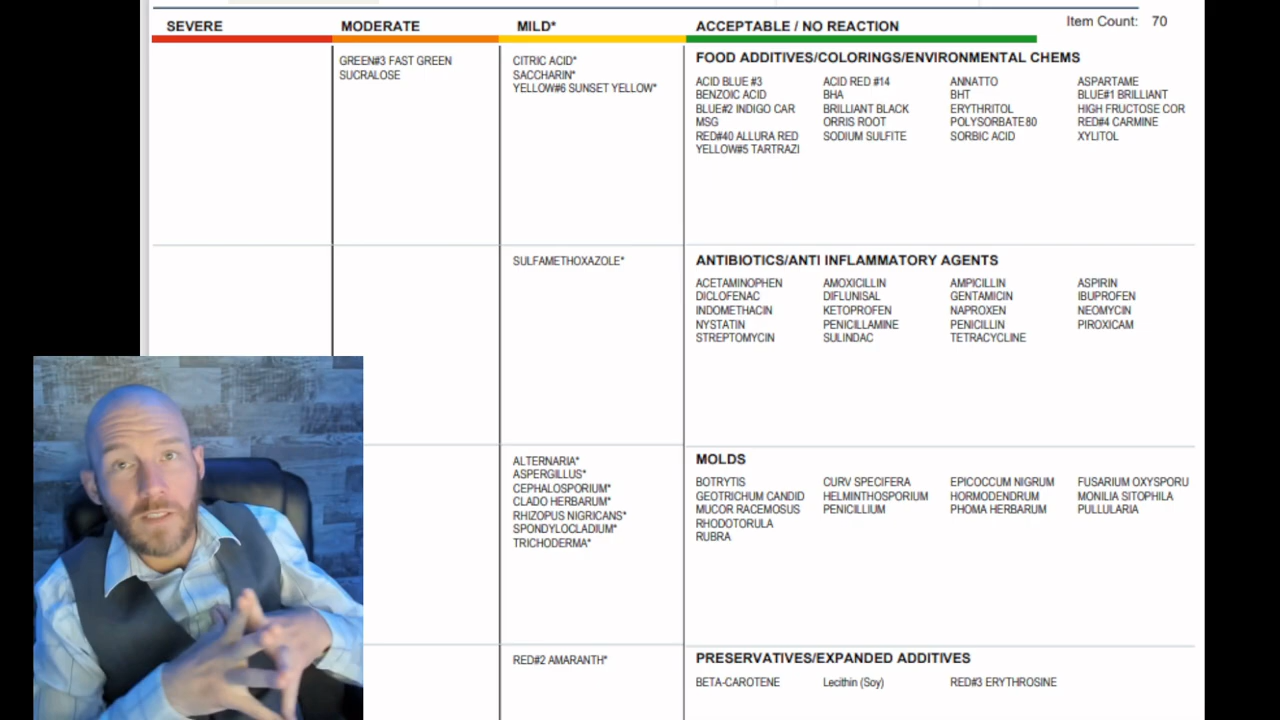 SEVERE MODERATE MILD* ACCEPTABLE / NO REACTION Item Count: 70
FOOD ADDITIVES/COLORINGS/ENVIRONMENTAL CHEMS
GREEN#3 FAST GREEN
SUCRALOSE
CITRIC ACID*
SACCHARIN*
YELLOW#6 SUNSET YELLOW*
ACID BLUE #3 ACID RED #14 ANNATTO ASPARTAME
BENZOIC ACID BHA BHT BLUE#1 BRILLIANT
BLUE#2 INDIGO CAR BRILLIANT BLACK ERYTHRITOL HIGH FRUCTOSE COR
MSG ORRIS ROOT POLYSORBATE80 RED#4 CARMINE
RED#40 ALLURA RED SODIUM SULFITE SORBIC ACID XYLITOL
YELLOW#5 TARTRAZI
SULFAMETHOXAZOLE*
ANTIBIOTICS/ANTI INFLAMMATORY AGENTS
ACETAMINOPHEN AMOXICILLIN AMPICILLIN ASPIRIN
DICLOFENAC DIFLUNISAL GENTAMICIN IBUPROFEN
INDOMETHACIN KETOPROFEN NAPROXEN NEOMYCIN
NYSTATIN PENICILLAMINE PENICILLIN PIROXICAM
STREPTOMYCIN SULINDAC TETRACYCLINE
ALTERNARIA*
ASPERGILLUS*
CEPHALOSPORIUM*
CLADO HERBARUM*
RHIZOPUS NIGRICANS*
SPONDYLOCLADIUM*
TRICHODERMA*
MOLDS
BOTRYTIS CURV SPECIFERA EPICOCCUM NIGRUM FUSARIUM OXYSPORU
GEOTRICHUM CANDID HELMINTHOSPORIUM HORMODENDRUM MONILIA SITOPHILA
MUCOR RACEMOSUS PENICILLIUM PHOMA HERBARUM PULLULARIA
RHODOTORULA
RUBRA
RED#2 AMARANTH*
PRESERVATIVES/EXPANDED ADDITIVES
BETA-CAROTENE Lecithin (Soy) RED#3 ERYTHROSINE